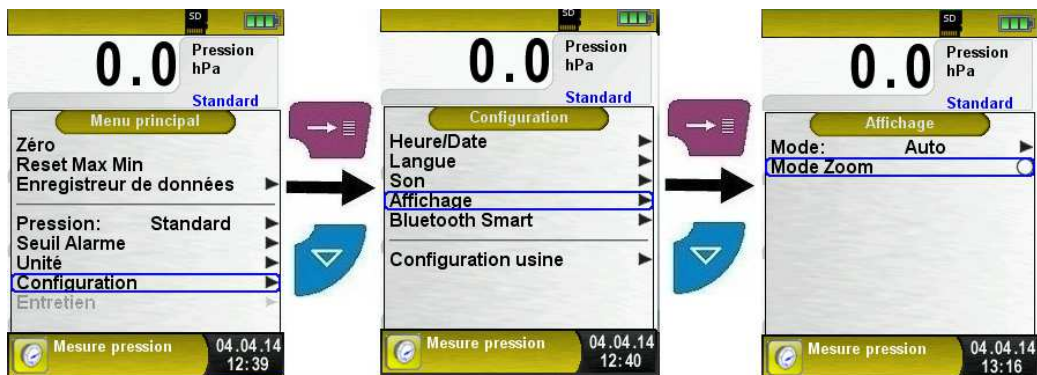 SD
0.0
Pression
hPa
Standard
Menu principal
Zéro
Reset Max Min
Enregistreur de données
Pression: Standard
Seuil Alarme
Unité
Configuration
Entretien
Mesure pression
04.04.14
12:39
SD
0.0
Pression
hPa
Standard
Configuration
Heure/Date
Langue
Son
Affichage
Bluetooth Smart
Configuration usine
Mesure pression
04.04.14
12:40
SD
0.0
Pression
hPa
Standard
Affichage
Mode: Auto
Mode Zoom
Mesure pression
04.04.14
13:16